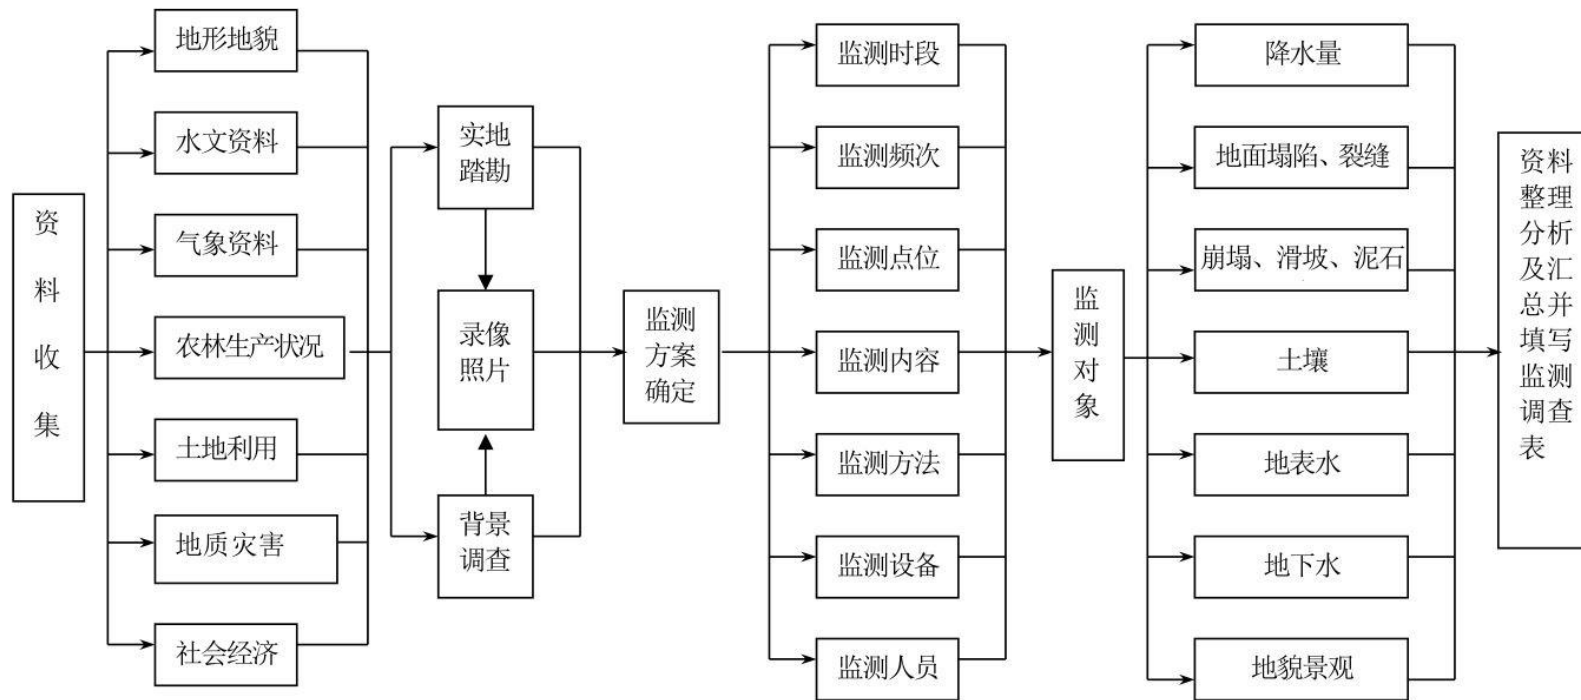 资
料
收
集
地形地貌
水文资料
气象资料
农林生产状况
土地利用
地质灾害
社会经济
实地
踏勘
录像
照片
背景
调查
监测
方案
确定
监测时段
监测频次
监测点位
监测内容
监测方法
监测设备
监测人员
监
测
对
象
降水量
地面塌陷、裂缝
崩塌、滑坡、泥石
土壤
地表水
地下水
地貌景观
资料
整理
分析
及汇
总并
填写
监测
调查
表